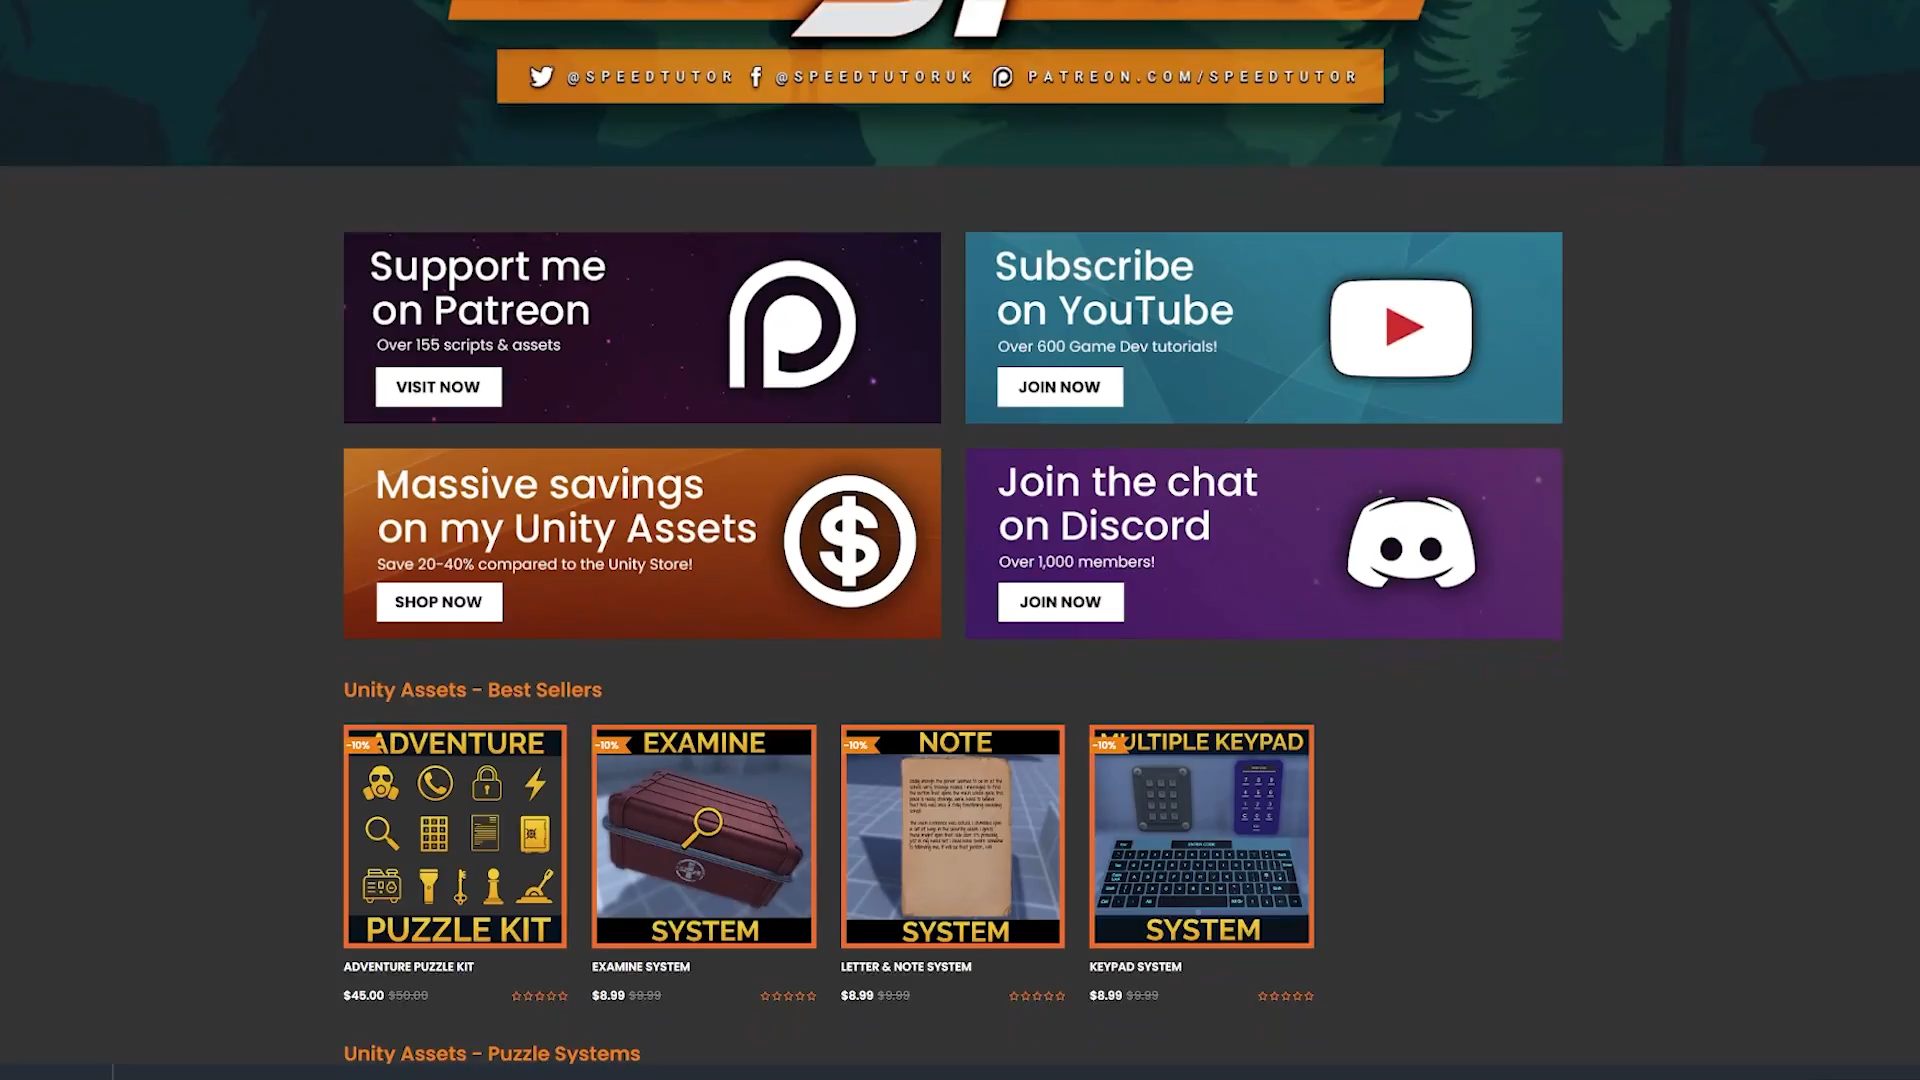 @SPEEDTUTOR @SPEEDTUTORUK PATREON.COM/SPEEDTUTOR
Support me
on Patreon
Over 155 scripts & assets
VISIT NOW
Subscribe
on YouTube
Over 600 Game Dev tutorials!
JOIN NOW
Massive savings
on my Unity Assets
Save 20-40% compared to the Unity Store!
SHOP NOW
Join the chat
on Discord
Over 1,000 members!
JOIN NOW
Unity Assets - Best Sellers
-10%
ADVENTURE
PUZZLE KIT
ADVENTURE PUZZLE KIT
$45.00 $50.00
-10%
EXAMINE
SYSTEM
EXAMINE SYSTEM
$8.99 $9.99
-10%
NOTE
SYSTEM
LETTER & NOTE SYSTEM
$8.99 $9.99
-10%
MULTIPLE KEYPAD
SYSTEM
KEYPAD SYSTEM
$8.99 $9.99
Unity Assets - Puzzle Systems